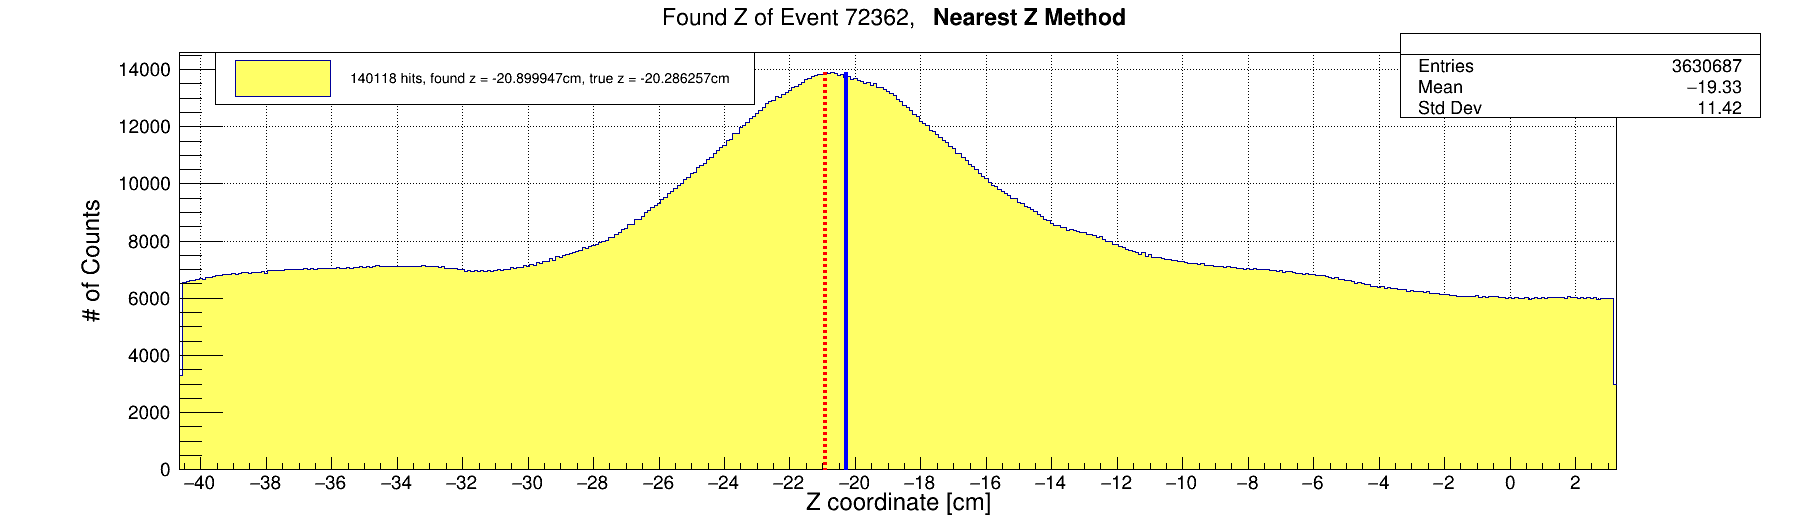 Found Z of Event 72362, Nearest Z Method
140118 hits, found z = -20.899947cm, true z = -20.286257cm
Entries 3630687
Mean −19.33
Std Dev 11.42
# of Counts
14000
12000
10000
8000
6000
4000
2000
0
−40 −38 −36 −34 −32 −30 −28 −26 −24 −22 −20 −18 −16 −14 −12 −10 −8 −6 −4 −2 0 2
Z coordinate [cm]